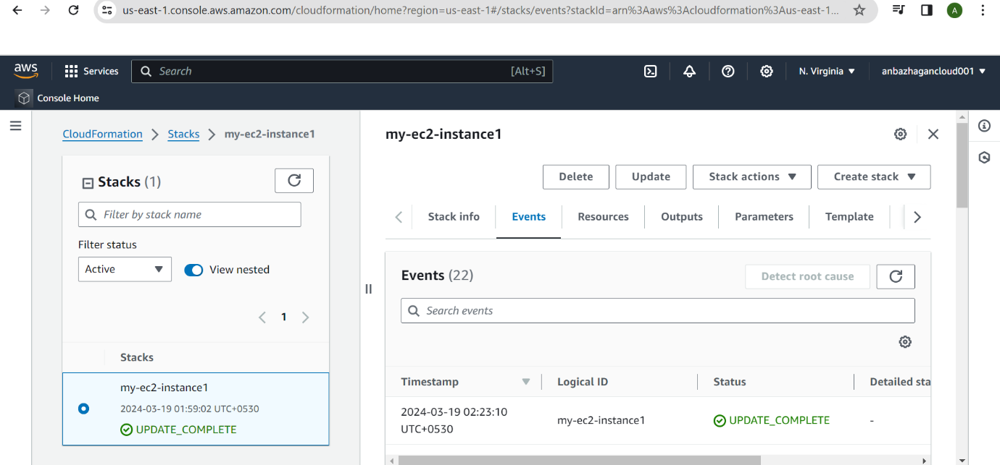 us-east-1.console.aws.amazon.com/cloudformation/home?region=us-east-1#/stacks/events?stackId=arn%3Aaws%3Acloudformation%3Aus-east-1...
A
aws
Services
Search
[Alt+S]
N. Virginia
anbazhagancloud001
Console Home
CloudFormation
Stacks
my-ec2-instance1
Stacks (1)
Filter by stack name
Filter status
Active
View nested
1
Stacks
my-ec2-instance1
2024-03-19 01:59:02 UTC+0530
UPDATE_COMPLETE
my-ec2-instance1
Delete
Update
Stack actions
Create stack
Stack info
Events
Resources
Outputs
Parameters
Template
Events (22)
Detect root cause
Search events
Timestamp
Logical ID
Status
Detailed sta
2024-03-19 02:23:10
UTC+0530
my-ec2-instance1
UPDATE_COMPLETE
-